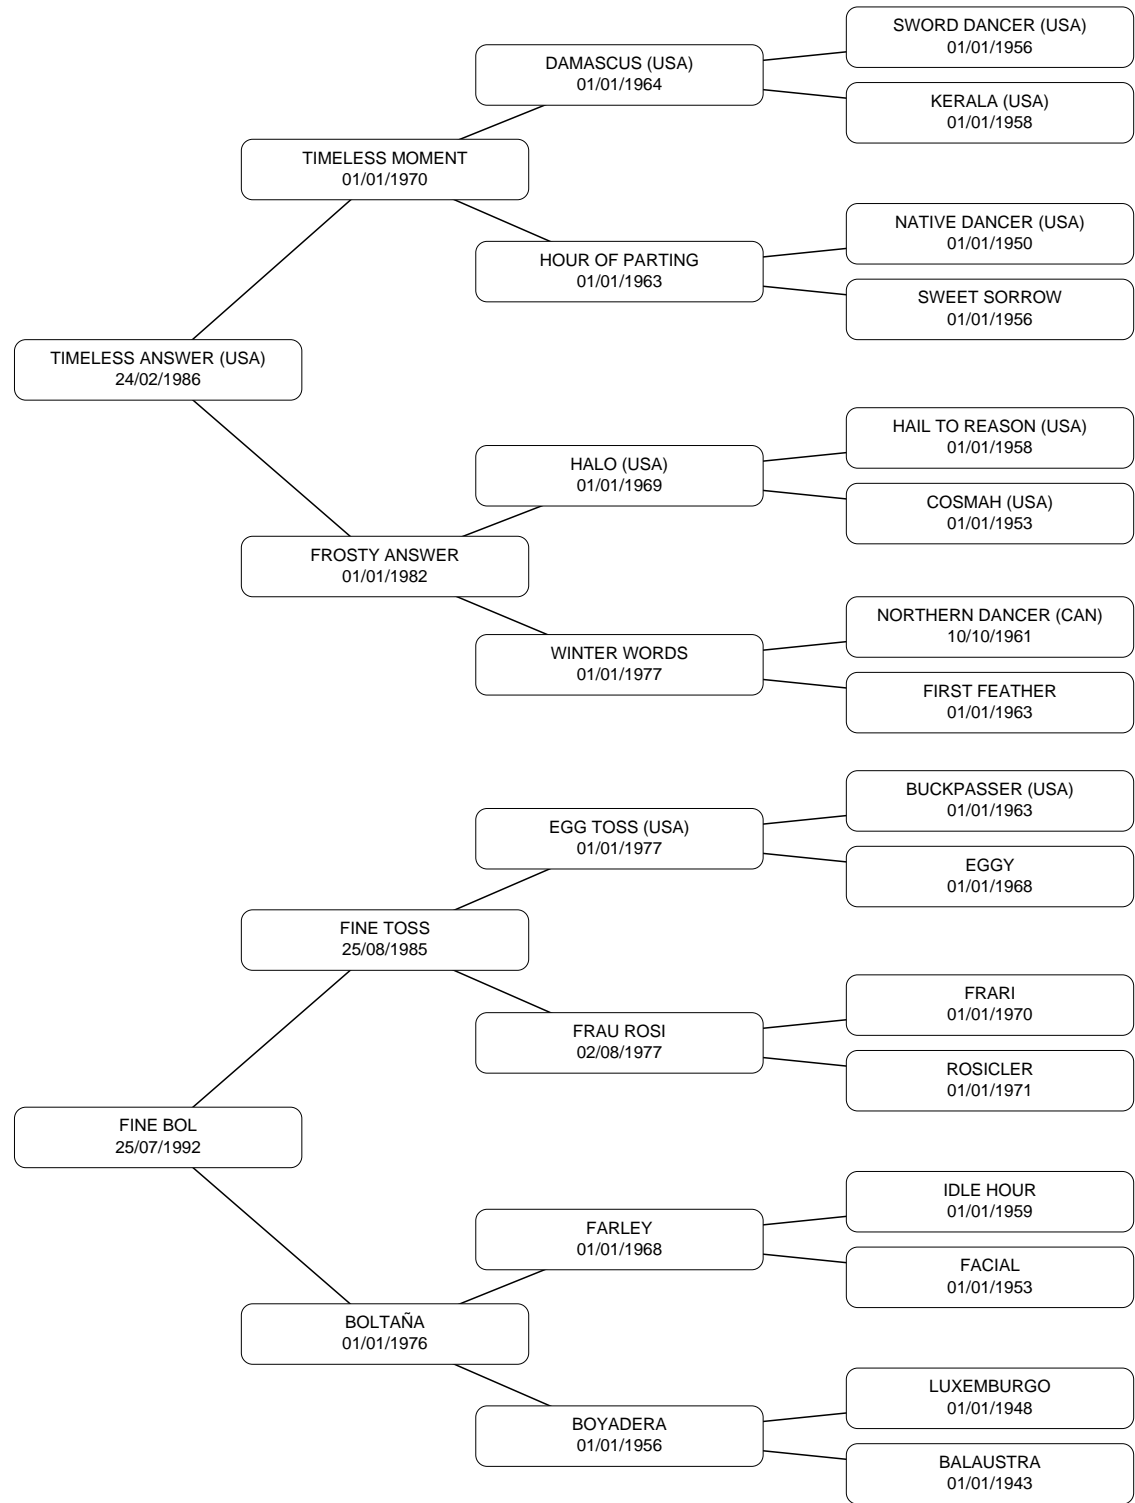 SWORD DANCER (USA)
01/01/1956
DAMASCUS (USA)
01/01/1964
KERALA (USA)
01/01/1958
TIMELESS MOMENT
01/01/1970
NATIVE DANCER (USA)
01/01/1950
HOUR OF PARTING
01/01/1963
SWEET SORROW
01/01/1956
TIMELESS ANSWER (USA)
24/02/1986
HAIL TO REASON (USA)
01/01/1958
HALO (USA)
01/01/1969
COSMAH (USA)
01/01/1953
FROSTY ANSWER
01/01/1982
NORTHERN DANCER (CAN)
10/10/1961
WINTER WORDS
01/01/1977
FIRST FEATHER
01/01/1963
BUCKPASSER (USA)
01/01/1963
EGG TOSS (USA)
01/01/1977
EGGY
01/01/1968
FINE TOSS
25/08/1985
FRARI
01/01/1970
FRAU ROSI
02/08/1977
ROSICLER
01/01/1971
FINE BOL
25/07/1992
IDLE HOUR
01/01/1959
FARLEY
01/01/1968
FACIAL
01/01/1953
BOLTAÑA
01/01/1976
LUXEMBURGO
01/01/1948
BOYADERA
01/01/1956
BALAUSTRA
01/01/1943